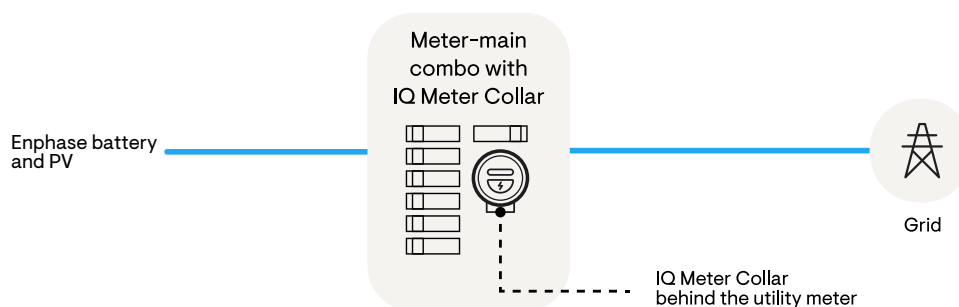 Meter-main
combo with
IQ Meter Collar
Enphase battery
and PV
Grid
IQ Meter Collar
behind the utility meter